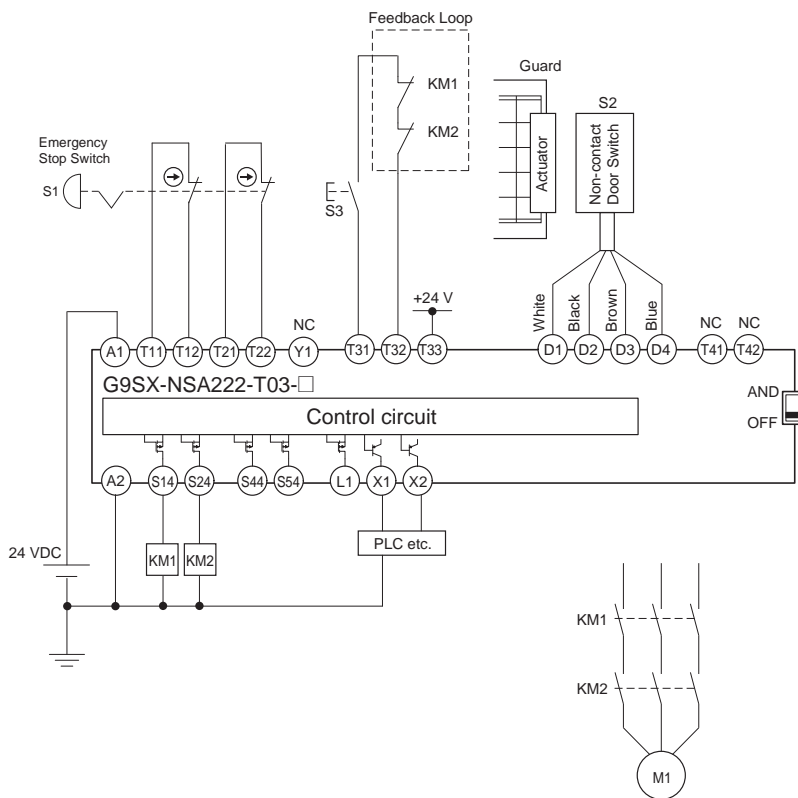 Feedback Loop
KM1
KM2
Guard
Actuator
S2
Non-contact
Door Switch
Emergency
Stop Switch
S1
S3
+24 V
White
Black
Brown
Blue
NC
NC
NC
A1
T11
T12
T21
T22
Y1
T31
T32
T33
D1
D2
D3
D4
T41
T42
G9SX-NSA222-T03-□
AND
OFF
Control circuit
A2
S14
S24
S44
S54
L1
X1
X2
24 VDC
KM1
KM2
PLC etc.
KM1
KM2
M1